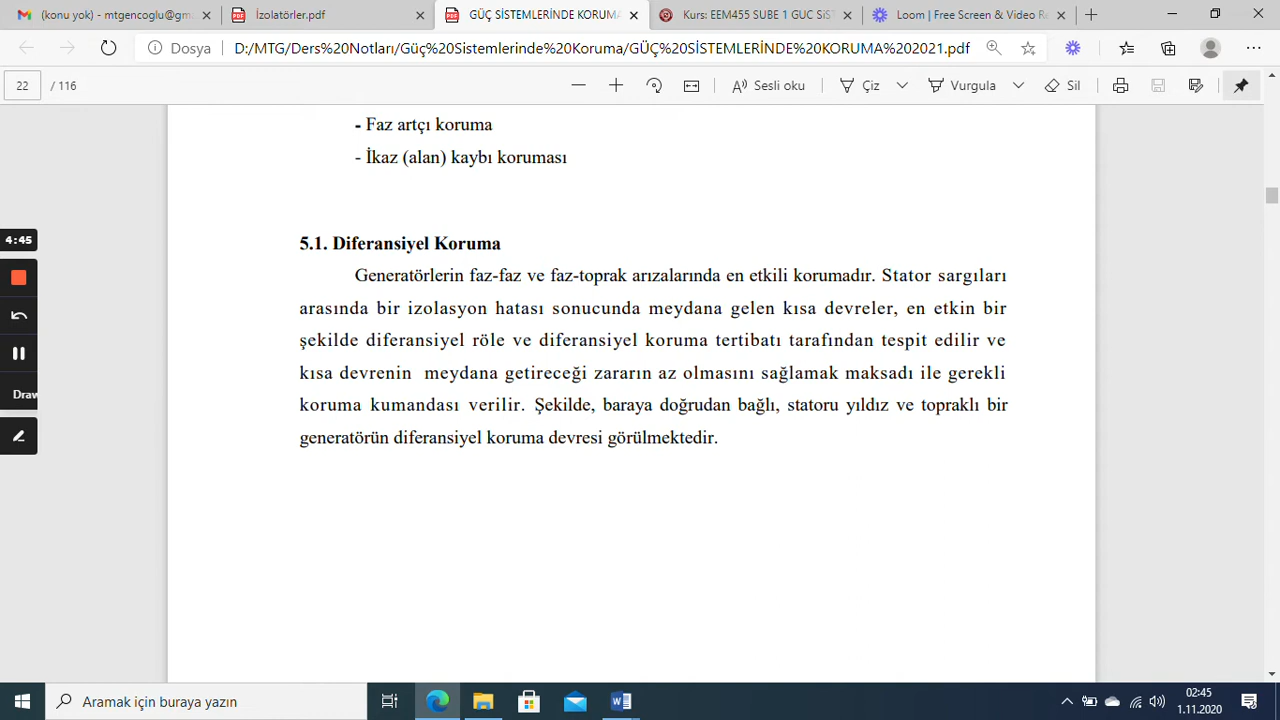 (konu yok) - mtgencoglu@gm
İzolatörler.pdf
GÜÇ SİSTEMLERİNDE KORUMA
Kurs: EEM455 SUBE 1 GUC SiST
Loom | Free Screen & Video Re
Dosya
D:/MTG/Ders%20Notları/Güç%20Sistemlerinde%20Koruma/GÜÇ%20SİSTEMLERİNDE%20KORUMA%202021.pdf
22 / 116
Sesli oku
Çiz
Vurgula
Sil
- Faz artçı koruma
- İkaz (alan) kaybı koruması
4:45
Draw
5.1. Diferansiyel Koruma
Generatörlerin faz-faz ve faz-toprak arızalarında en etkili korumadır. Stator sargıları
arasında bir izolasyon hatası sonucunda meydana gelen kısa devreler, en etkin bir
şekilde diferansiyel röle ve diferansiyel koruma tertibatı tarafından tespit edilir ve
kısa devrenin meydana getireceği zararın az olmasını sağlamak maksadı ile gerekli
koruma kumandası verilir. Şekilde, baraya doğrudan bağlı, statoru yıldız ve topraklı bir
generatörün diferansiyel koruma devresi görülmektedir.
Aramak için buraya yazın
02:45
1.11.2020